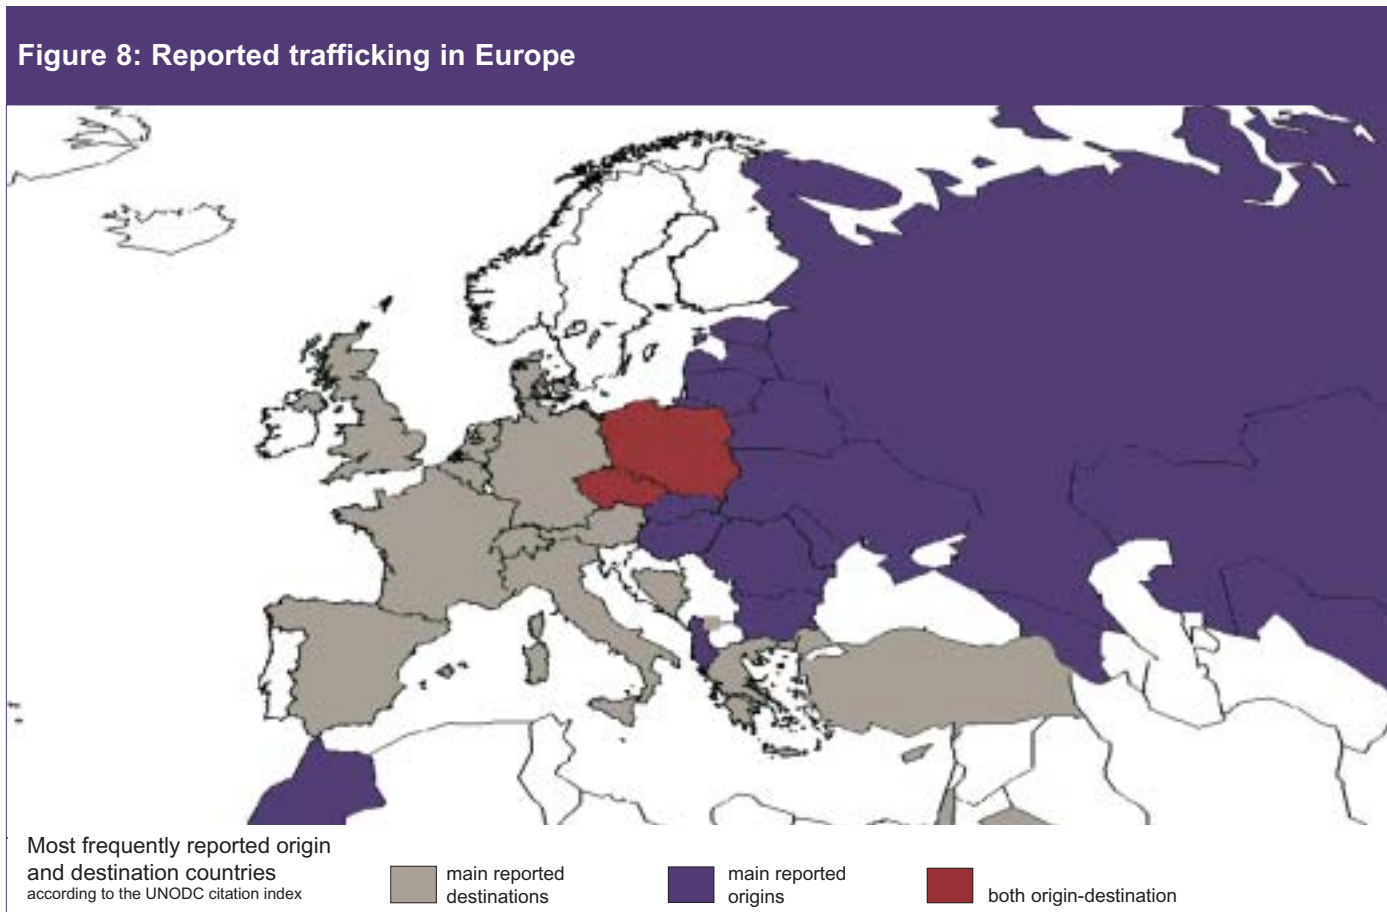 Figure 8: Reported trafficking in Europe
Most frequently reported origin
and destination countries
according to the UNODC citation index
main reported
destinations
main reported
origins
both origin-destination